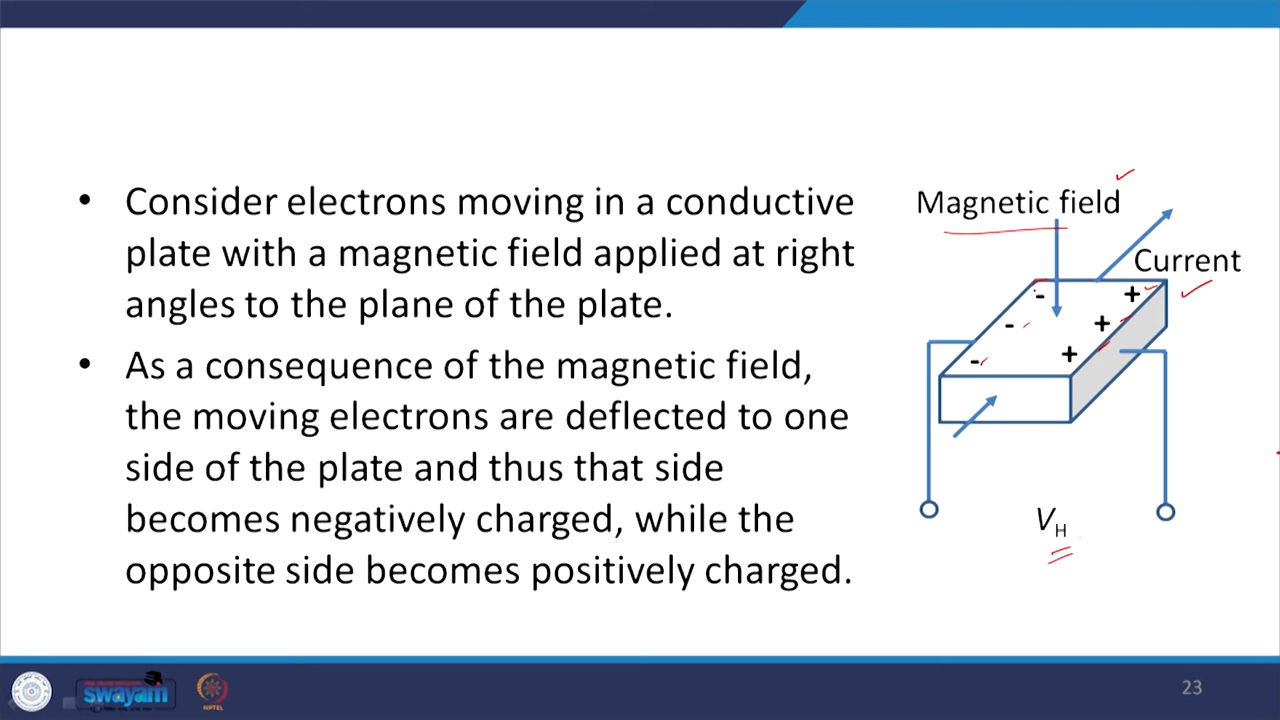 • Consider electrons moving in a conductive
plate with a magnetic field applied at right
angles to the plane of the plate.
• As a consequence of the magnetic field,
the moving electrons are deflected to one
side of the plate and thus that side
becomes negatively charged, while the
opposite side becomes positively charged.
Magnetic field
Current
- +
- +
- +
VH
swayam
NPTEL
23